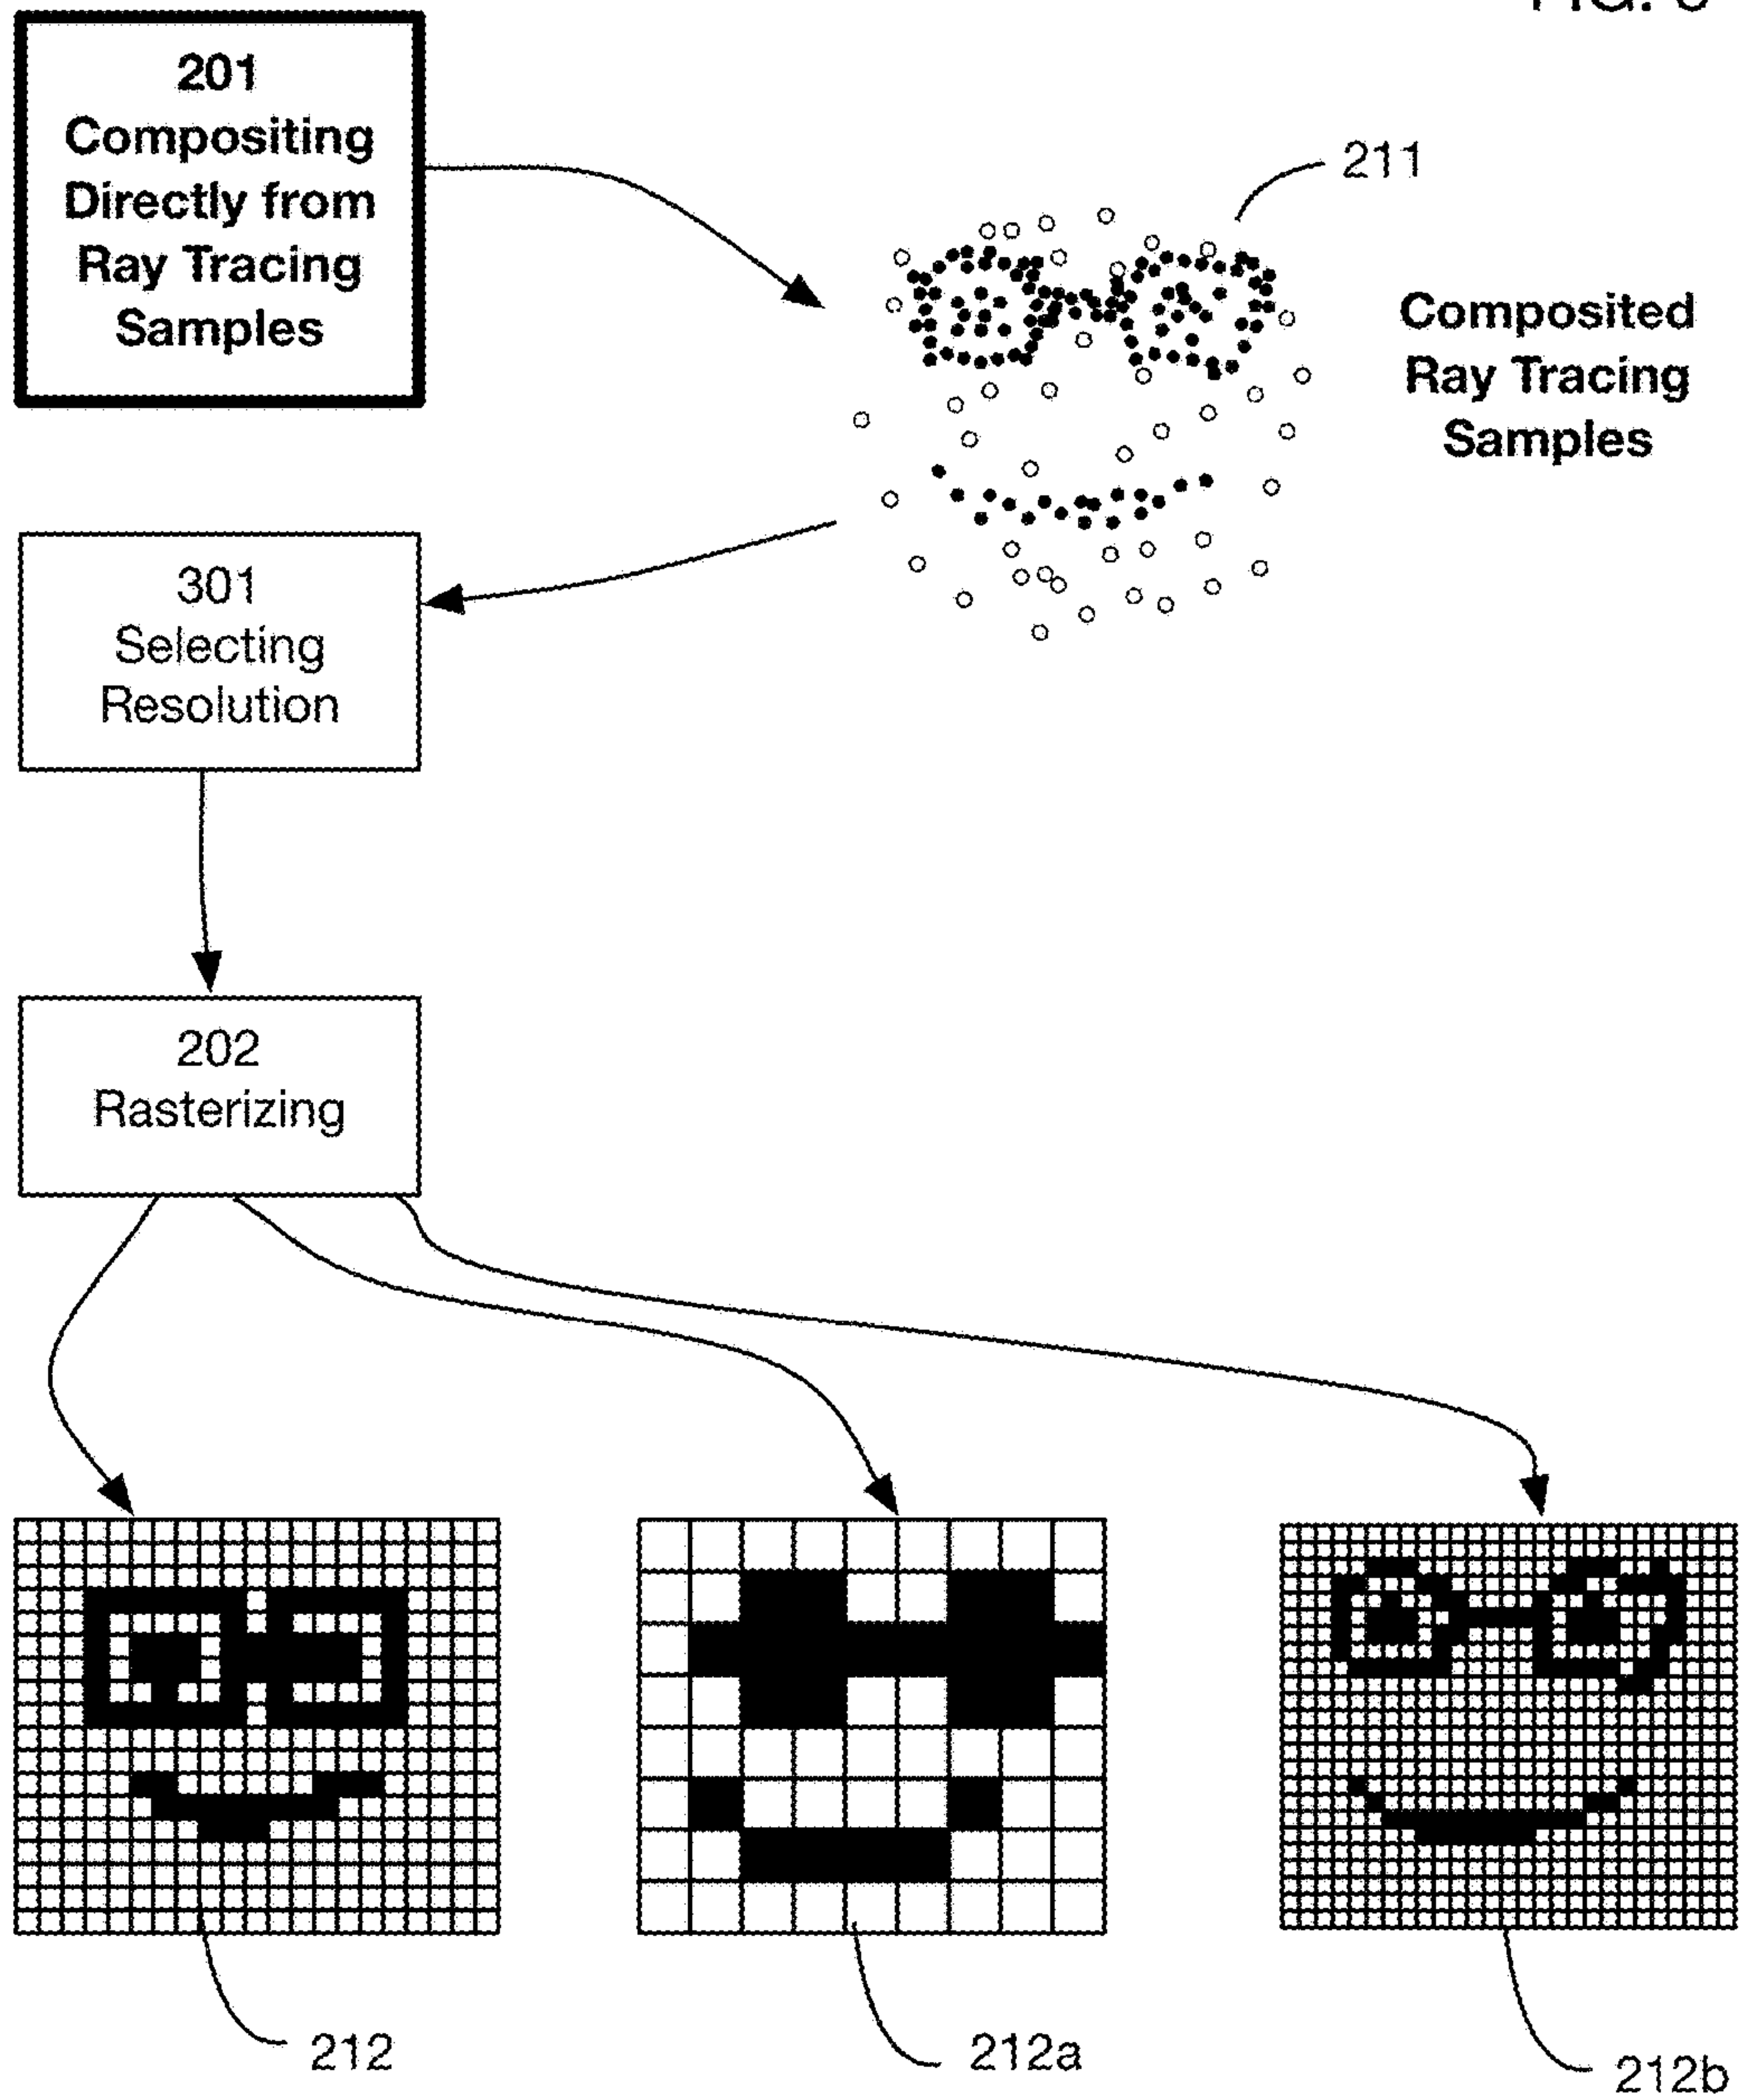 FIG.
201
Compositing
Directly from
Ray Tracing
Samples
211
Composited
Ray Tracing
Samples
301
Selecting
Resolution
202
Rasterizing
212
212a
212b